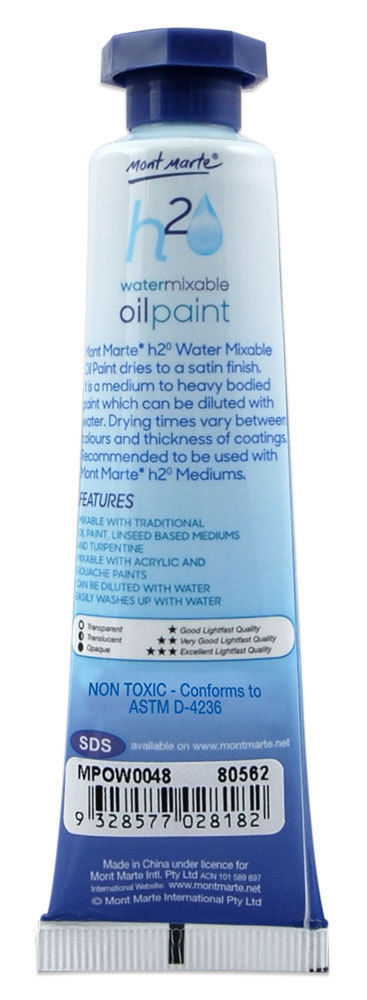 Mont Marte®
h20
watermixable
oilpaint
Mont Marte® h2⁰ Water Mixable
Oil Paint dries to a satin finish.
It is a medium to heavy bodied
paint which can be diluted with
water. Drying times vary between
colours and thickness of coatings.
Recommended to be used with
Mont Marte® h2⁰ Mediums.
FEATURES
MIXABLE WITH TRADITIONAL
OIL PAINT, LINSEED BASED MEDIUMS
AND TURPENTINE
MIXABLE WITH ACRYLIC AND
GOUACHE PAINTS
CAN BE DILUTED WITH WATER
EASILY WASHES UP WITH WATER
Transparent ★ Good Lightfast Quality
Translucent ★★ Very Good Lightfast Quality
Opaque ★★★ Excellent Lightfast Quality
NON TOXIC - Conforms to
ASTM D-4236
SDS available on www.montmarte.net
MPOW0048 80562
9 328577 028182
Made in China under licence for
Mont Marte Intl. Pty Ltd ACN 101 589 897
International Website: www.montmarte.net
© Mont Marte International Pty Ltd